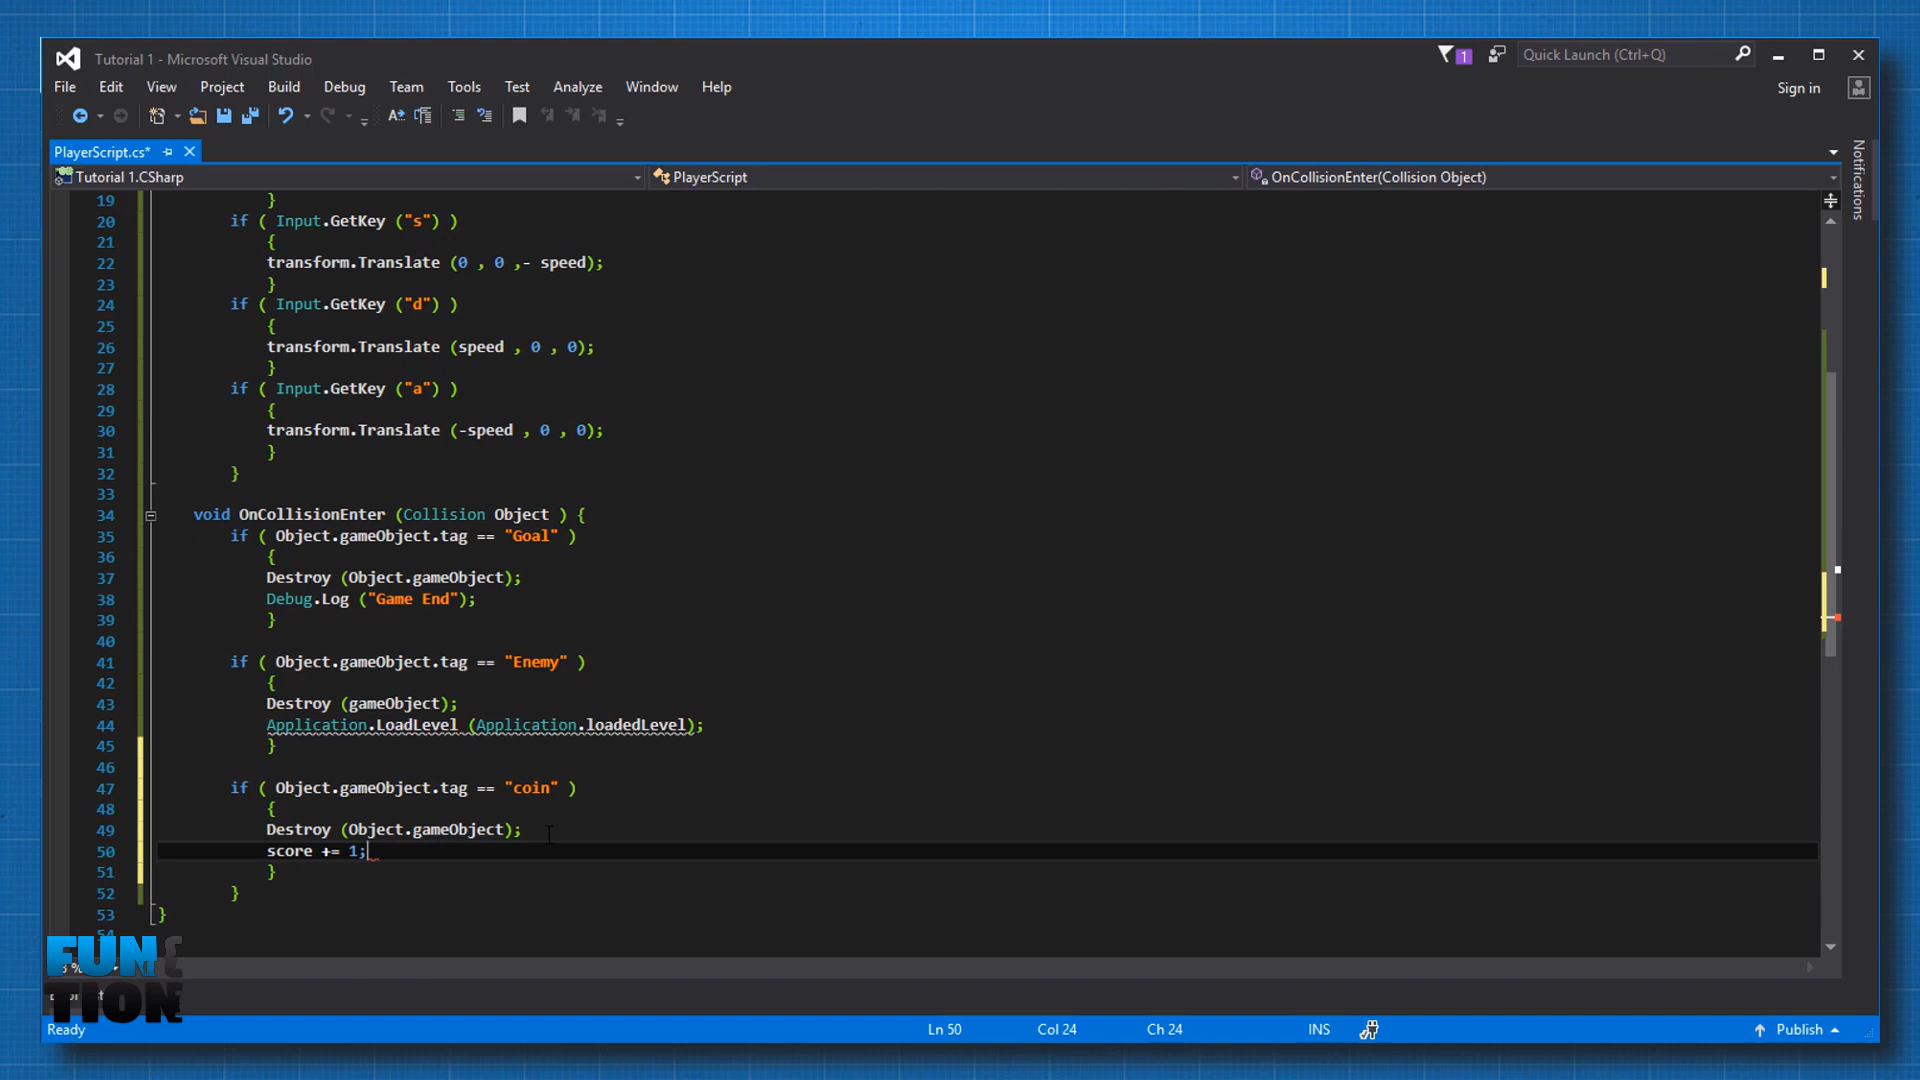 Tutorial 1 - Microsoft Visual Studio
1
Quick Launch (Ctrl+Q)
File Edit View Project Build Debug Team Tools Test Analyze Window Help
Sign in
PlayerScript.cs*
Tutorial 1.CSharp PlayerScript OnCollisionEnter(Collision Object)
Notifications
19 }
20 if ( Input.GetKey ("s") )
21 {
22 transform.Translate (0 , 0 ,- speed);
23 }
24 if ( Input.GetKey ("d") )
25 {
26 transform.Translate (speed , 0 , 0);
27 }
28 if ( Input.GetKey ("a") )
29 {
30 transform.Translate (-speed , 0 , 0);
31 }
32 }
33
34 void OnCollisionEnter (Collision Object ) {
35 if ( Object.gameObject.tag == "Goal" )
36 {
37 Destroy (Object.gameObject);
38 Debug.Log ("Game End");
39 }
40
41 if ( Object.gameObject.tag == "Enemy" )
42 {
43 Destroy (gameObject);
44 Application.LoadLevel (Application.loadedLevel);
45 }
46
47 if ( Object.gameObject.tag == "coin" )
48 {
49 Destroy (Object.gameObject);
50 score += 1;
51 }
52 }
53 }
54
FUN{
TION
Ready Ln 50 Col 24 Ch 24 INS Publish